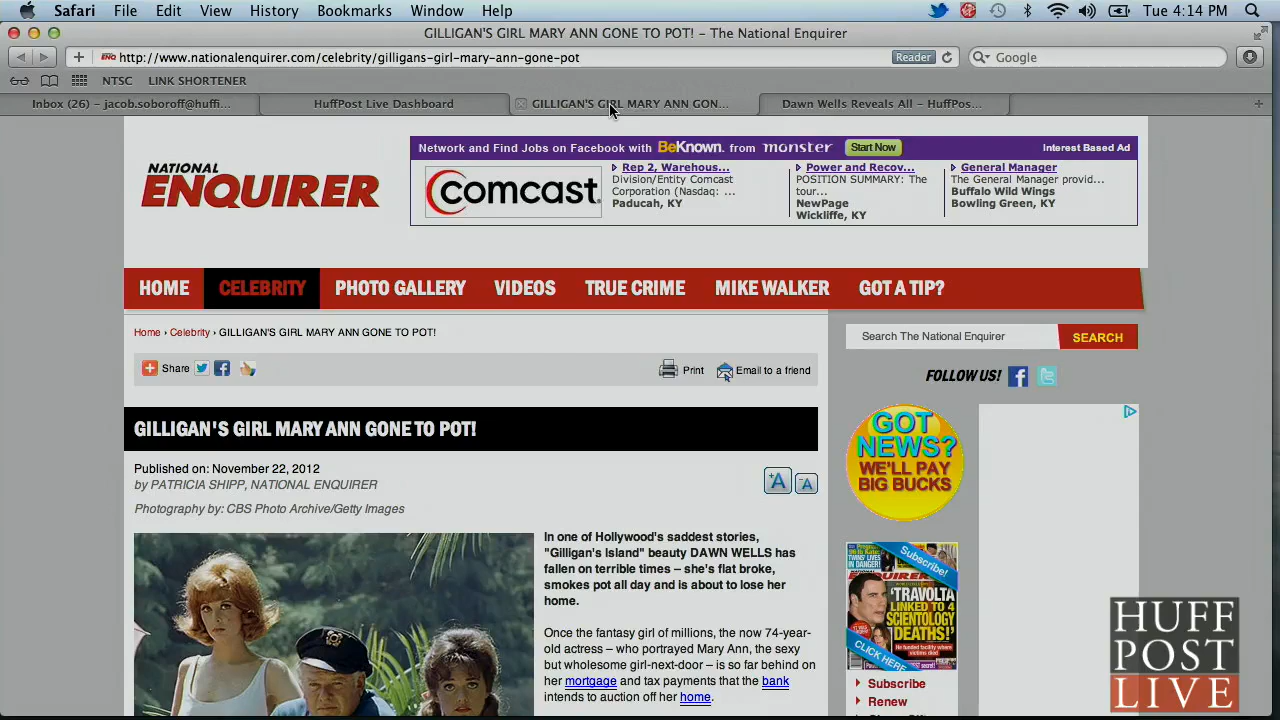 Safari File Edit View History Bookmarks Window Help
Tue 4:14 PM
GILLIGAN'S GIRL MARY ANN GONE TO POT! – The National Enquirer
http://www.nationalenquirer.com/celebrity/gilligans-girl-mary-ann-gone-pot
Reader
Google
NTSC LINK SHORTENER
Inbox (26) – jacob.soboroff@huffi...
HuffPost Live Dashboard
GILLIGAN'S GIRL MARY ANN GON...
Dawn Wells Reveals All – HuffPos...
NATIONAL
ENQUIRER
Network and Find Jobs on Facebook with BeKnown. from monster
Start Now
Interest Based Ad
comcast.
Rep 2, Warehous...
Division/Entity Comcast
Corporation (Nasdaq: ...
Paducah, KY
Power and Recov...
POSITION SUMMARY: The
tour...
NewPage
Wickliffe, KY
General Manager
The General Manager provid...
Buffalo Wild Wings
Bowling Green, KY
HOME CELEBRITY PHOTO GALLERY VIDEOS TRUE CRIME MIKE WALKER GOT A TIP?
Home › Celebrity › GILLIGAN'S GIRL MARY ANN GONE TO POT!
Search The National Enquirer
SEARCH
Share
Print
Email to a friend
FOLLOW US!
GILLIGAN'S GIRL MARY ANN GONE TO POT!
Published on: November 22, 2012
by PATRICIA SHIPP, NATIONAL ENQUIRER
+A -A
Photography by: CBS Photo Archive/Getty Images
In one of Hollywood's saddest stories,
"Gilligan's Island" beauty DAWN WELLS has
fallen on terrible times – she's flat broke,
smokes pot all day and is about to lose her
home.
Once the fantasy girl of millions, the now 74-year-
old actress – who portrayed Mary Ann, the sexy
but wholesome girl-next-door – is so far behind on
her mortgage and tax payments that the bank
intends to auction off her home.
GOT
NEWS?
WE'LL PAY
BIG BUCKS
Subscribe!
ENQUIRER
'TRAVOLTA
LINKED TO 4
SCIENTOLOGY
DEATHS!'
CLICK HERE
Subscribe
Renew
HUFF
POST
LIVE